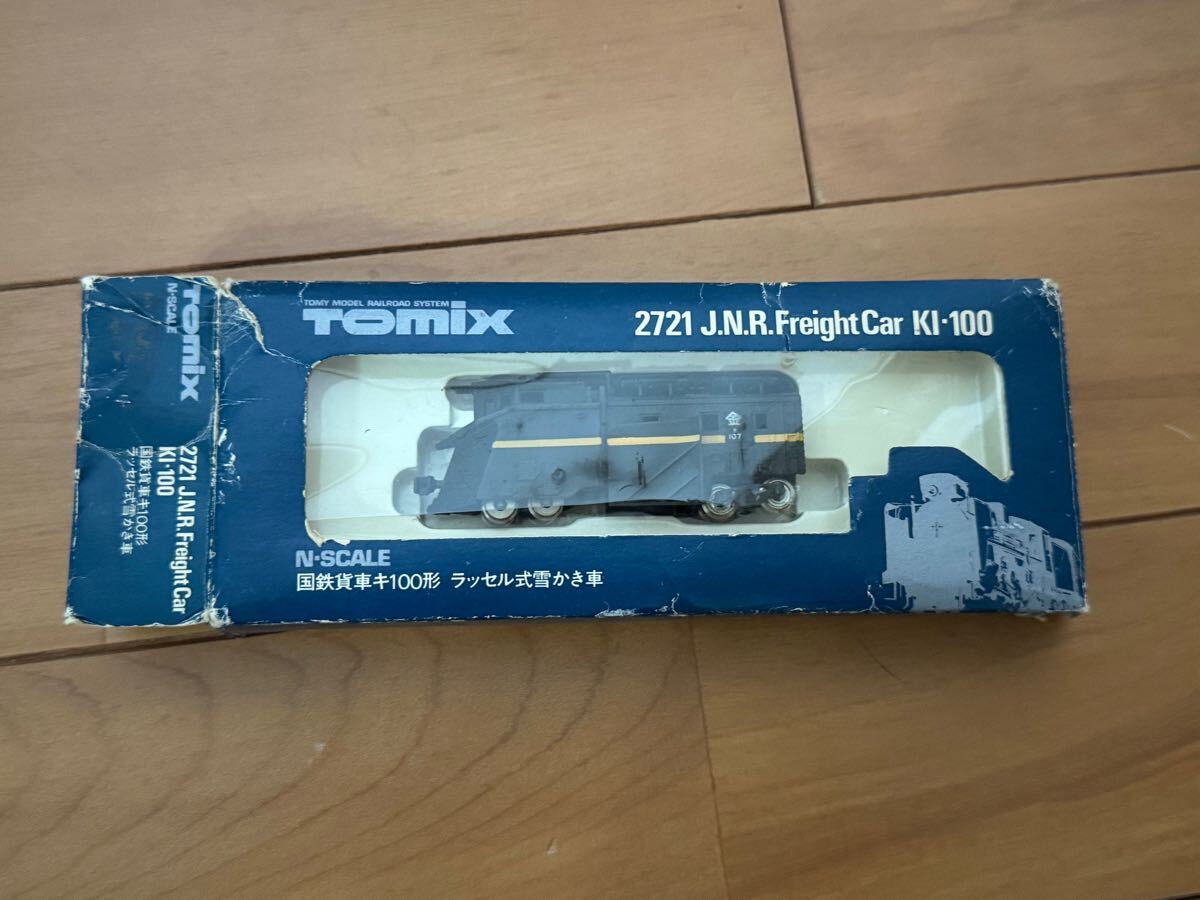 TOMY MODEL RAILROAD SYSTEM
TOMIX
2721 J.N.R.Freight Car KI·100
金
キ
107
N·SCALE
国鉄貨車キ100形 ラッセル式雪かき車
TOMIX
N·SCALE
2721 J.N.R.Freight Car
KI·100
国鉄貨車キ100形
ラッセル式雪かき車